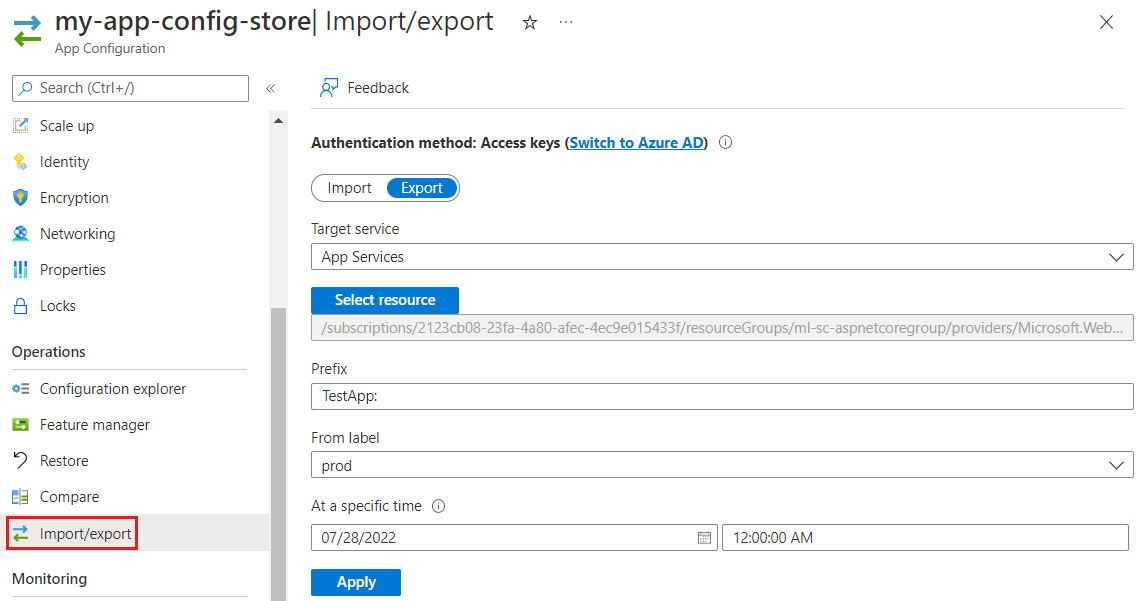 my-app-config-store| Import/export
App Configuration
Search (Ctrl+/)
Scale up
Identity
Encryption
Networking
Properties
Locks
Operations
Configuration explorer
Feature manager
Restore
Compare
Import/export
Monitoring
Feedback
Authentication method: Access keys (Switch to Azure AD)
Import Export
Target service
App Services
Select resource
/subscriptions/2123cb08-23fa-4a80-afec-4ec9e015433f/resourceGroups/ml-sc-aspnetcoregroup/providers/Microsoft.Web...
Prefix
TestApp:
From label
prod
At a specific time
07/28/2022 12:00:00 AM
Apply